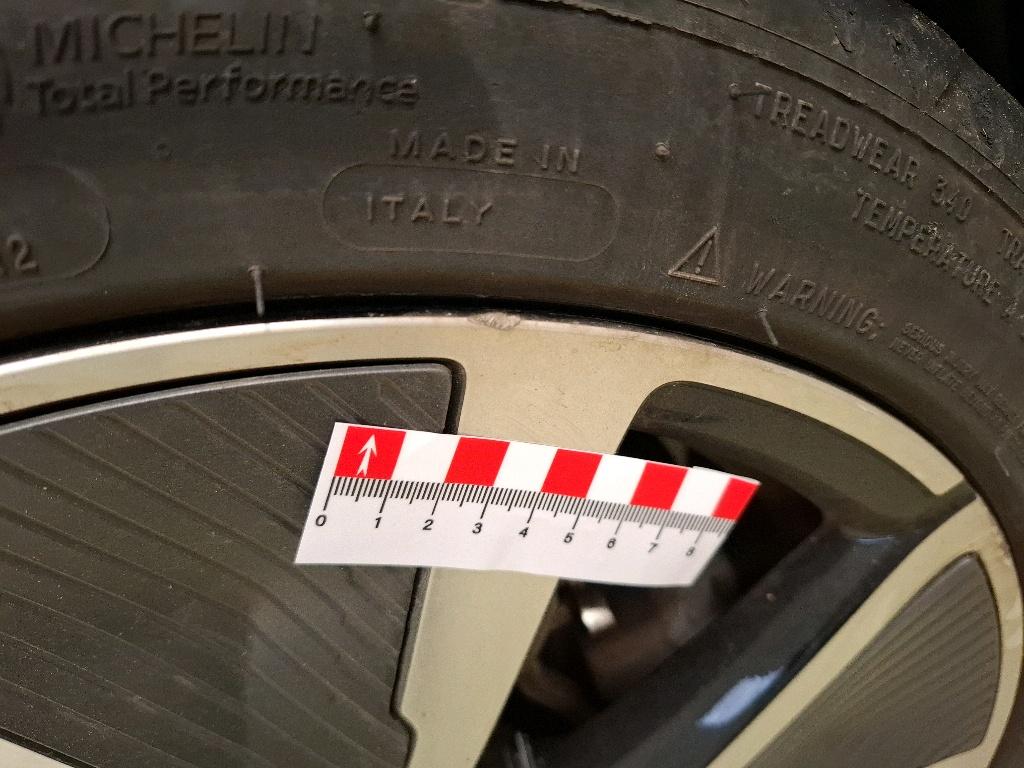 MICHELIN
Total Performance
MADE IN
ITALY
TREADWEAR 340
TEMPERATURE A
WARNING:
0 1 2 3 4 5 6 7 8